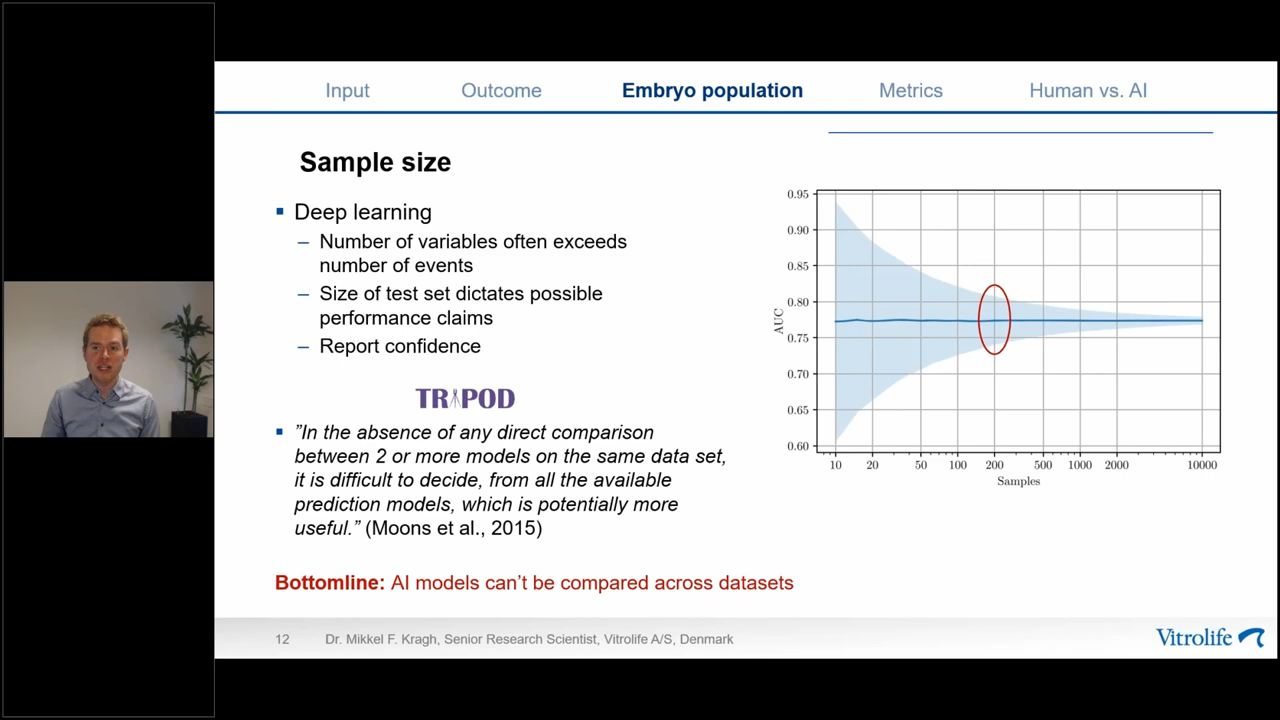 Input Outcome Embryo population Metrics Human vs. AI
Sample size
▪ Deep learning
– Number of variables often exceeds
number of events
– Size of test set dictates possible
performance claims
– Report confidence
TRIPOD
▪ ”In the absence of any direct comparison
between 2 or more models on the same data set,
it is difficult to decide, from all the available
prediction models, which is potentially more
useful.” (Moons et al., 2015)
Bottomline: AI models can’t be compared across datasets
0.95
0.90
0.85
0.80
0.75
0.70
0.65
0.60
AUC
10 20 50 100 200 500 1000 2000 10000
Samples
12 Dr. Mikkel F. Kragh, Senior Research Scientist, Vitrolife A/S, Denmark
Vitrolife